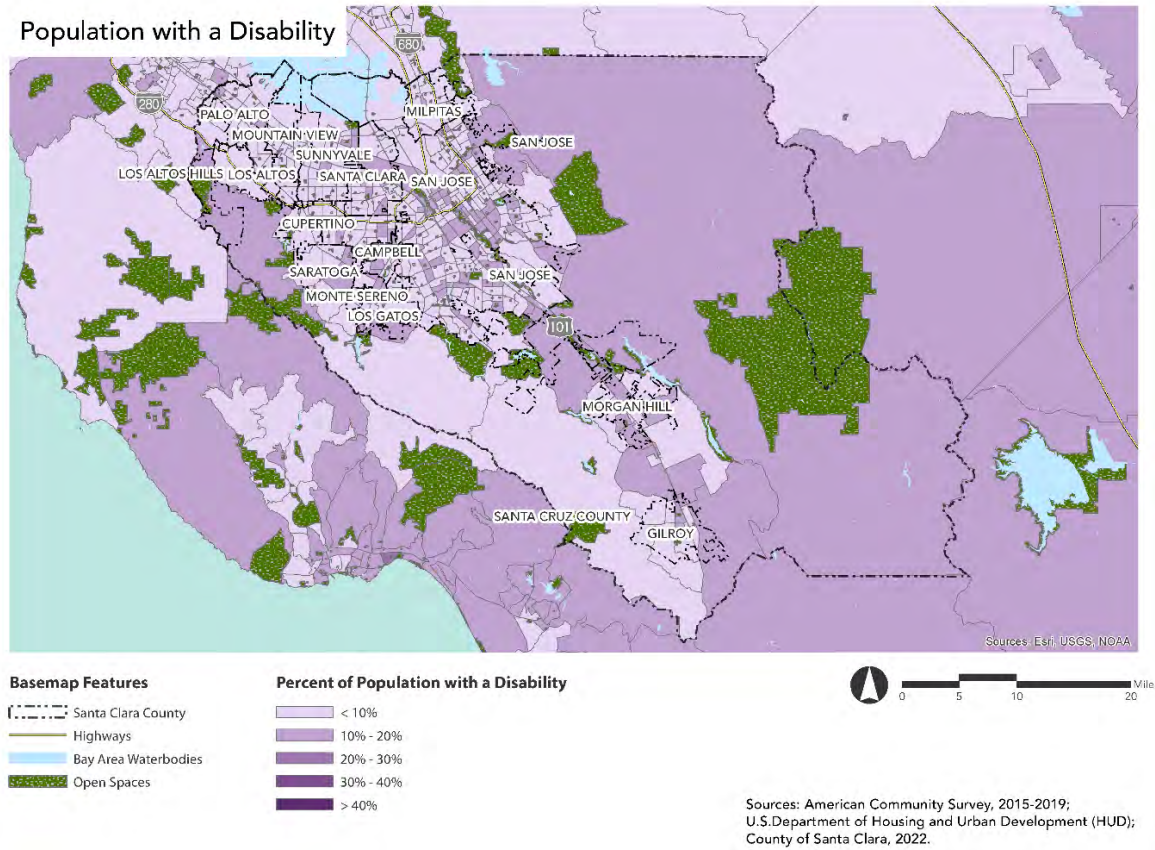 Population with a Disability
680
280
PALO ALTO
MILPITAS
MOUNTAIN VIEW
SAN JOSE
SUNNYVALE
LOS ALTOS HILLS
LOS ALTOS
SANTA CLARA
SAN JOSE
CUPERTINO
CAMPBELL
SARATOGA
SAN JOSE
MONTE SERENO
LOS GATOS
101
MORGAN HILL
SANTA CRUZ COUNTY
GILROY
Sources: Esri, USGS, NOAA
Basemap Features
Santa Clara County
Highways
Bay Area Waterbodies
Open Spaces
Percent of Population with a Disability
< 10%
10% - 20%
20% - 30%
30% - 40%
> 40%
Mile
0 5 10 20
Sources: American Community Survey, 2015-2019;
U.S.Department of Housing and Urban Development (HUD);
County of Santa Clara, 2022.